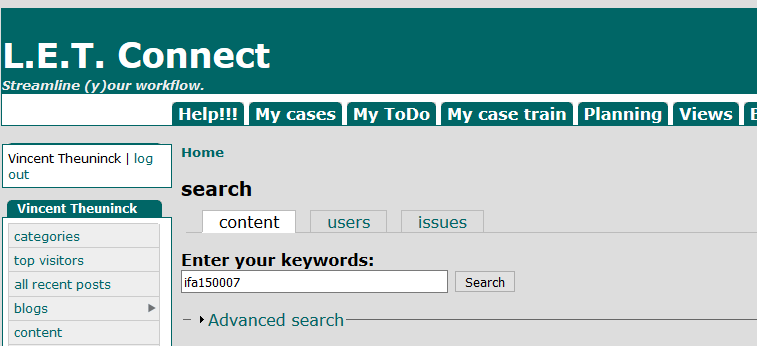 L.E.T. Connect
Streamline (y)our workflow.
Help!!! My cases My ToDo My case train Planning Views
Vincent Theuninck | log
out
Home
search
Vincent Theuninck
content users issues
categories
top visitors
Enter your keywords:
all recent posts
ifa150007 Search
blogs
Advanced search
content